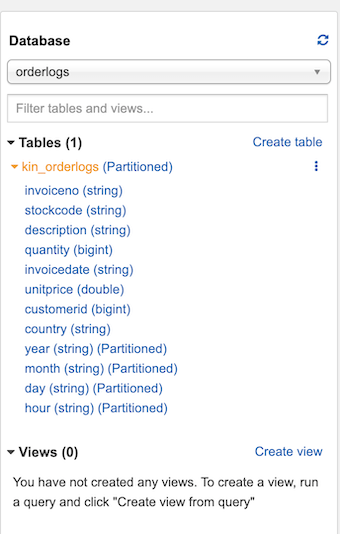 Database
orderlogs
Filter tables and views...
Tables (1) Create table
kin_orderlogs (Partitioned)
invoiceno (string)
stockcode (string)
description (string)
quantity (bigint)
invoicedate (string)
unitprice (double)
customerid (bigint)
country (string)
year (string) (Partitioned)
month (string) (Partitioned)
day (string) (Partitioned)
hour (string) (Partitioned)
Views (0) Create view
You have not created any views. To create a view, run
a query and click "Create view from query"